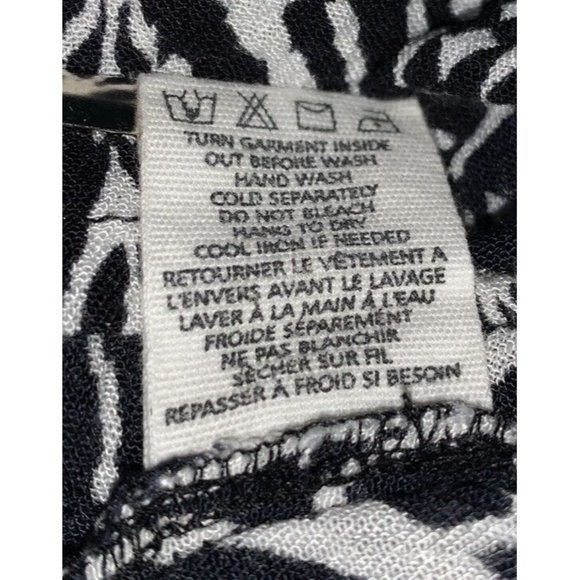 TURN GARMENT INSIDE
OUT BEFORE WASH
HAND WASH
COLD SEPARATELY
DO NOT BLEACH
HANG TO DRY
COOL IRON IF NEEDED
RETOURNER LE VÊTEMENT A
L'ENVERS AVANT LE LAVAGE
LAVER À LA MAIN À L'EAU
FROIDE SÉPAREMENT
NE PAS BLANCHIR
SÉCHER SUR FIL
REPASSER À FROID SI BESOIN